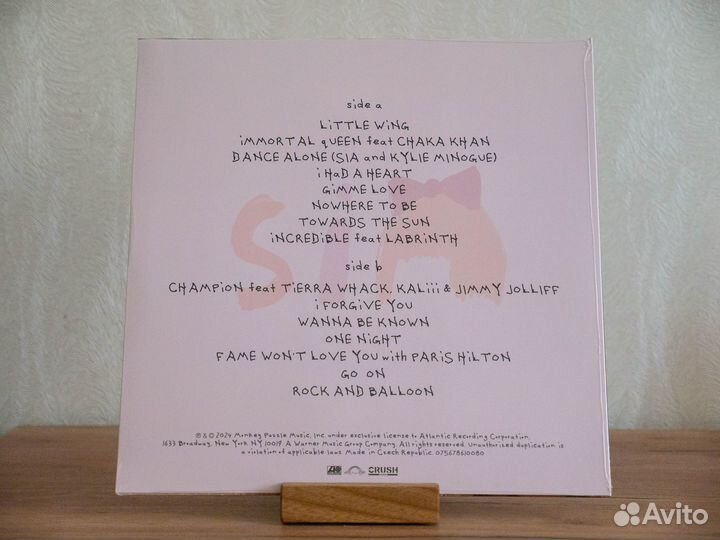 side a
LiTTLE WiNG
iMMORTAL qUEEN feat CHAKA KHAN
DANCE ALONE (SIA and KYLIE MINOGUE)
i HaD A HEART
GiMME LOVE
NOWHERE TO BE
TOWARDS THE SUN
iNCREDiBLE feat LABRiNTH
side b
CHAMPiON feat TiERRA WHACK, KALiii & JiMMY JOLLiFF
i FORGiVE YOU
WANNA BE KNOWN
ONE NiGHT
FAME WON'T LOVE YOU with PARiS HiLTON
GO ON
ROCK AND BALLOON
SIA
℗ & © 2024 Monkey Puzzle Music, Inc. under exclusive license to Atlantic Recording Corporation.
1633 Broadway, New York NY 10019. A Warner Music Group Company. All rights reserved. Unauthorized duplication is
a violation of applicable laws. Made in Czech Republic. 075678610080
CRUSH
Avito